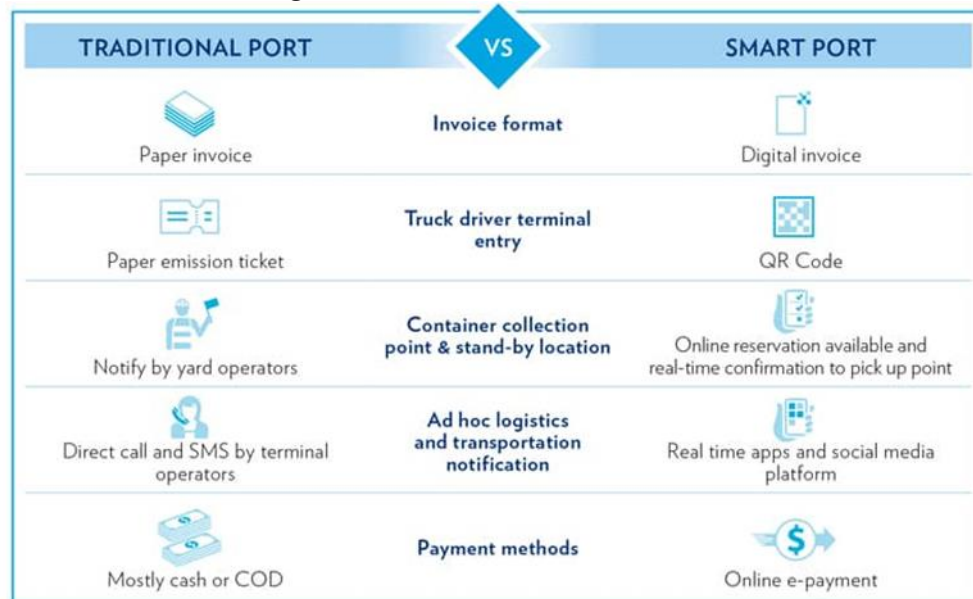 TRADITIONAL PORT
VS
SMART PORT
Paper invoice
Invoice format
Digital invoice
Paper emission ticket
Truck driver terminal
entry
QR Code
Notify by yard operators
Container collection
point & stand-by location
Online reservation available and
real-time confirmation to pick up point
Direct call and SMS by terminal
operators
Ad hoc logistics
and transportation
notification
Real time apps and social media
platform
Mostly cash or COD
Payment methods
Online e-payment